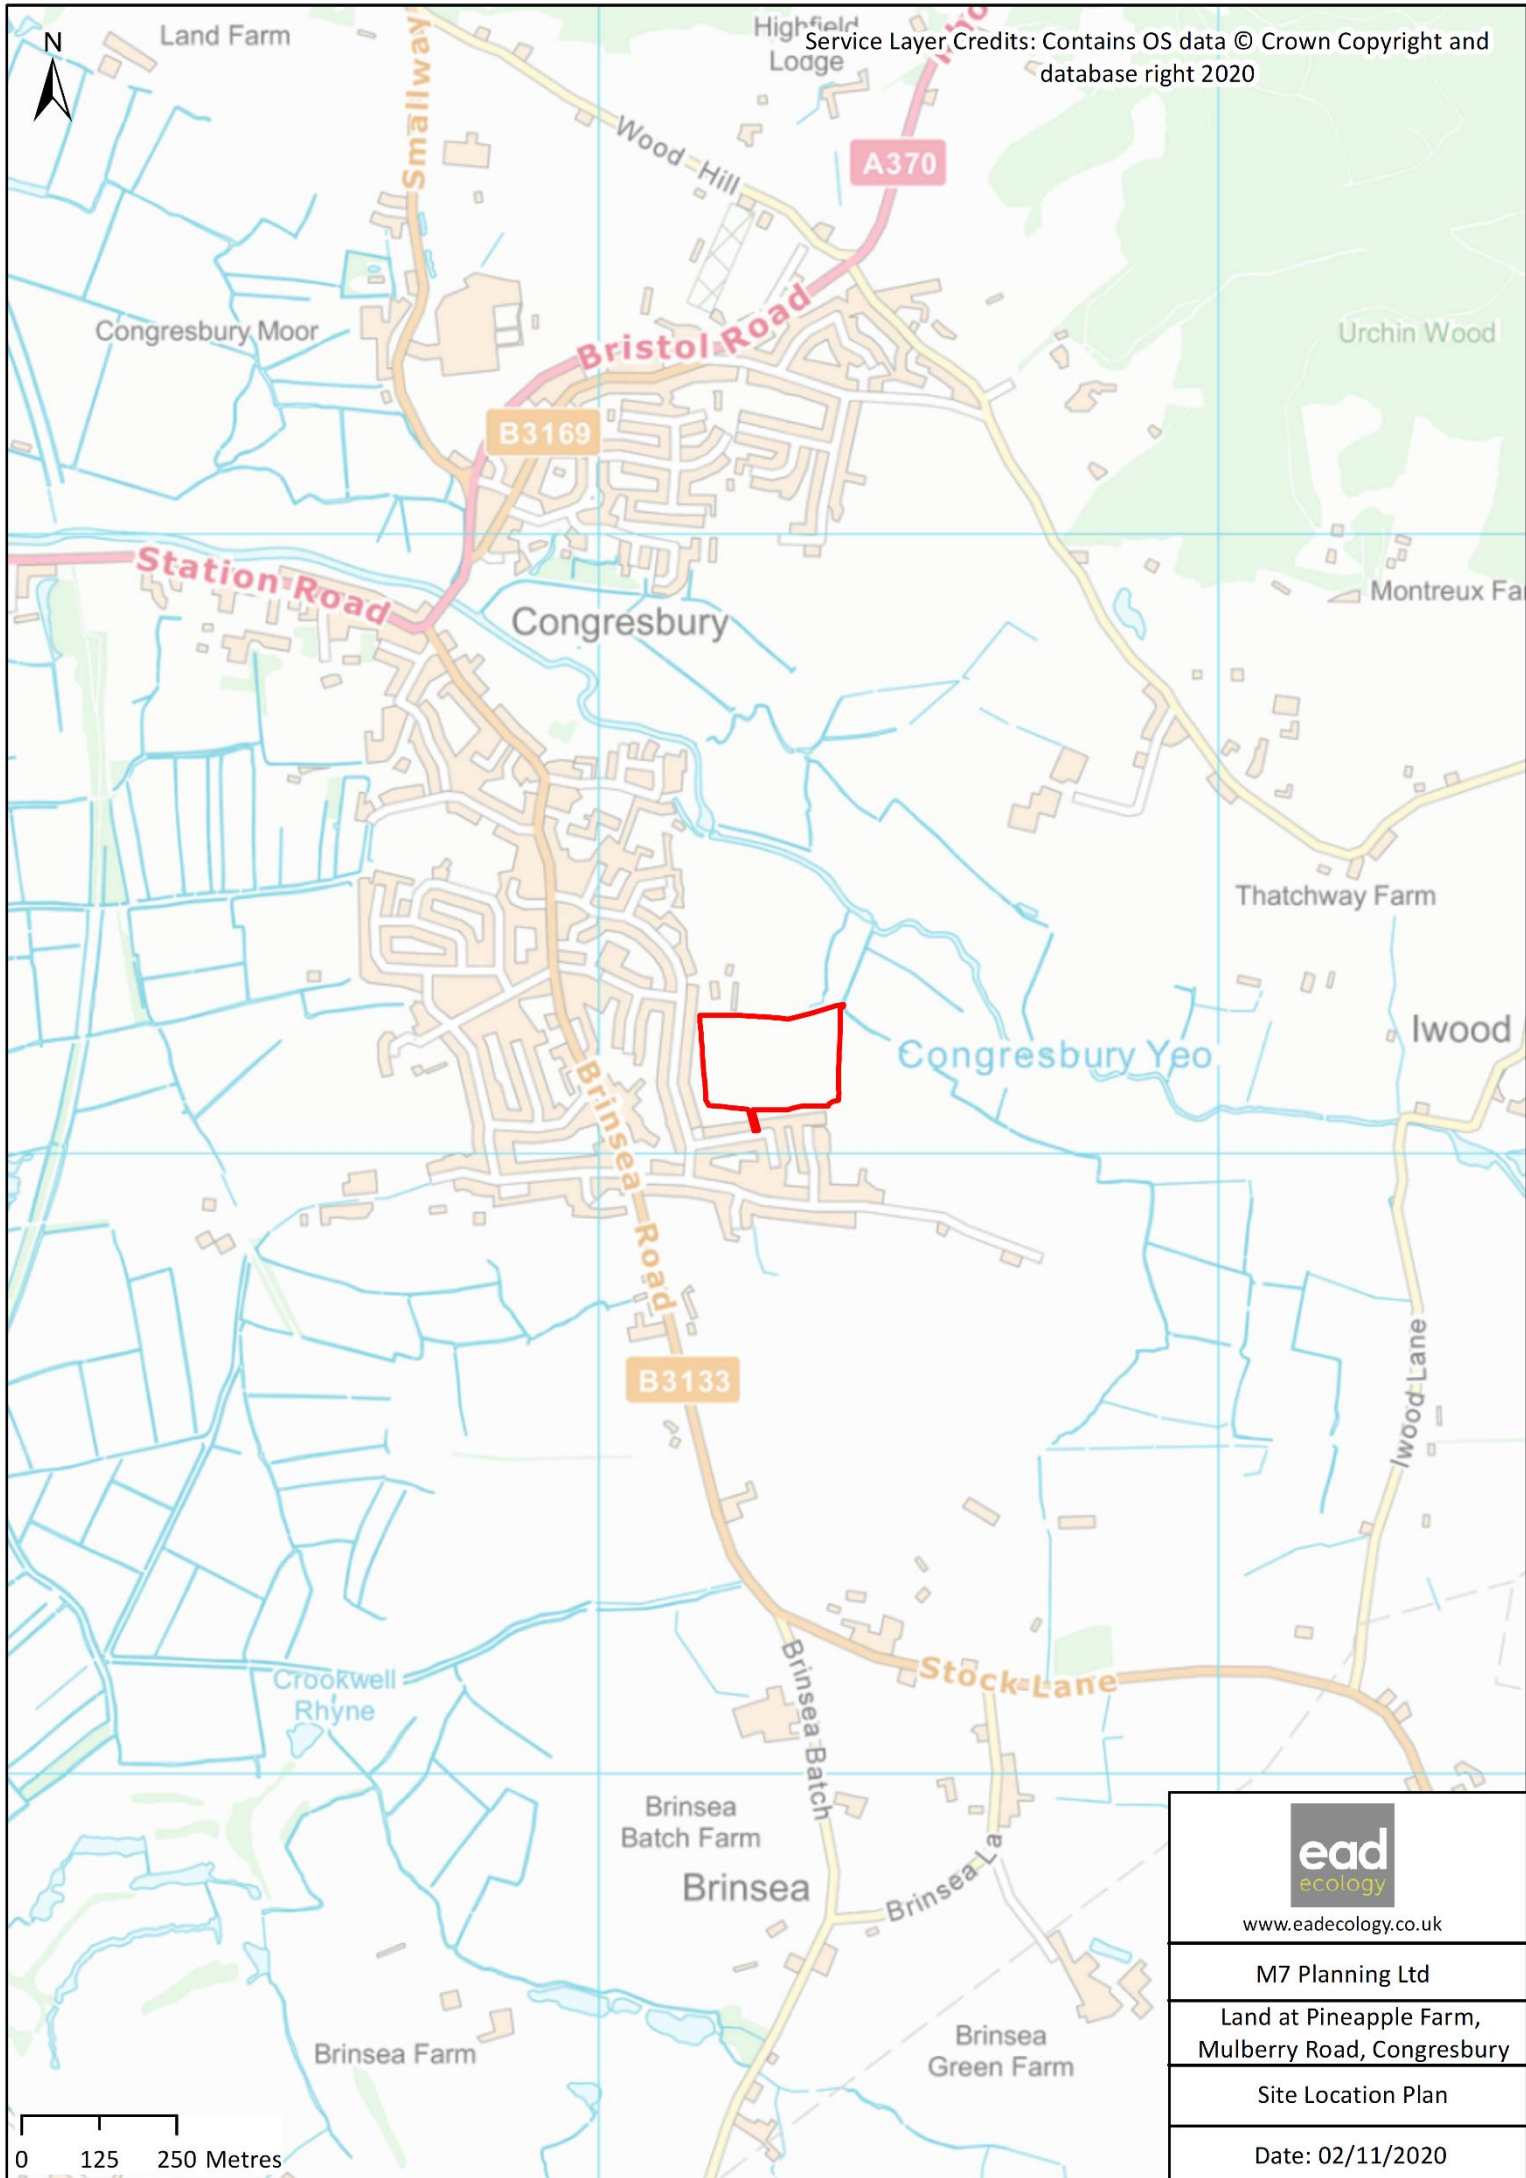 N
Land Farm
Smallway
Highfield
Lodge
Service Layer Credits: Contains OS data © Crown Copyright and
database right 2020
Wood Hill
A370
Congresbury Moor
Bristol Road
Urchin Wood
B3169
Station Road
Congresbury
Montreux Fa
Thatchway Farm
Iwood
Congresbury Yeo
Brinsea Road
B3133
Iwood Lane
Stock Lane
Crookwell
Rhyne
Brinsea Batch
Brinsea
Batch Farm
Brinsea
Brinsea La
Brinsea Farm
Brinsea
Green Farm
0 125 250 Metres
ead
ecology
www.eadecology.co.uk
M7 Planning Ltd
Land at Pineapple Farm,
Mulberry Road, Congresbury
Site Location Plan
Date: 02/11/2020